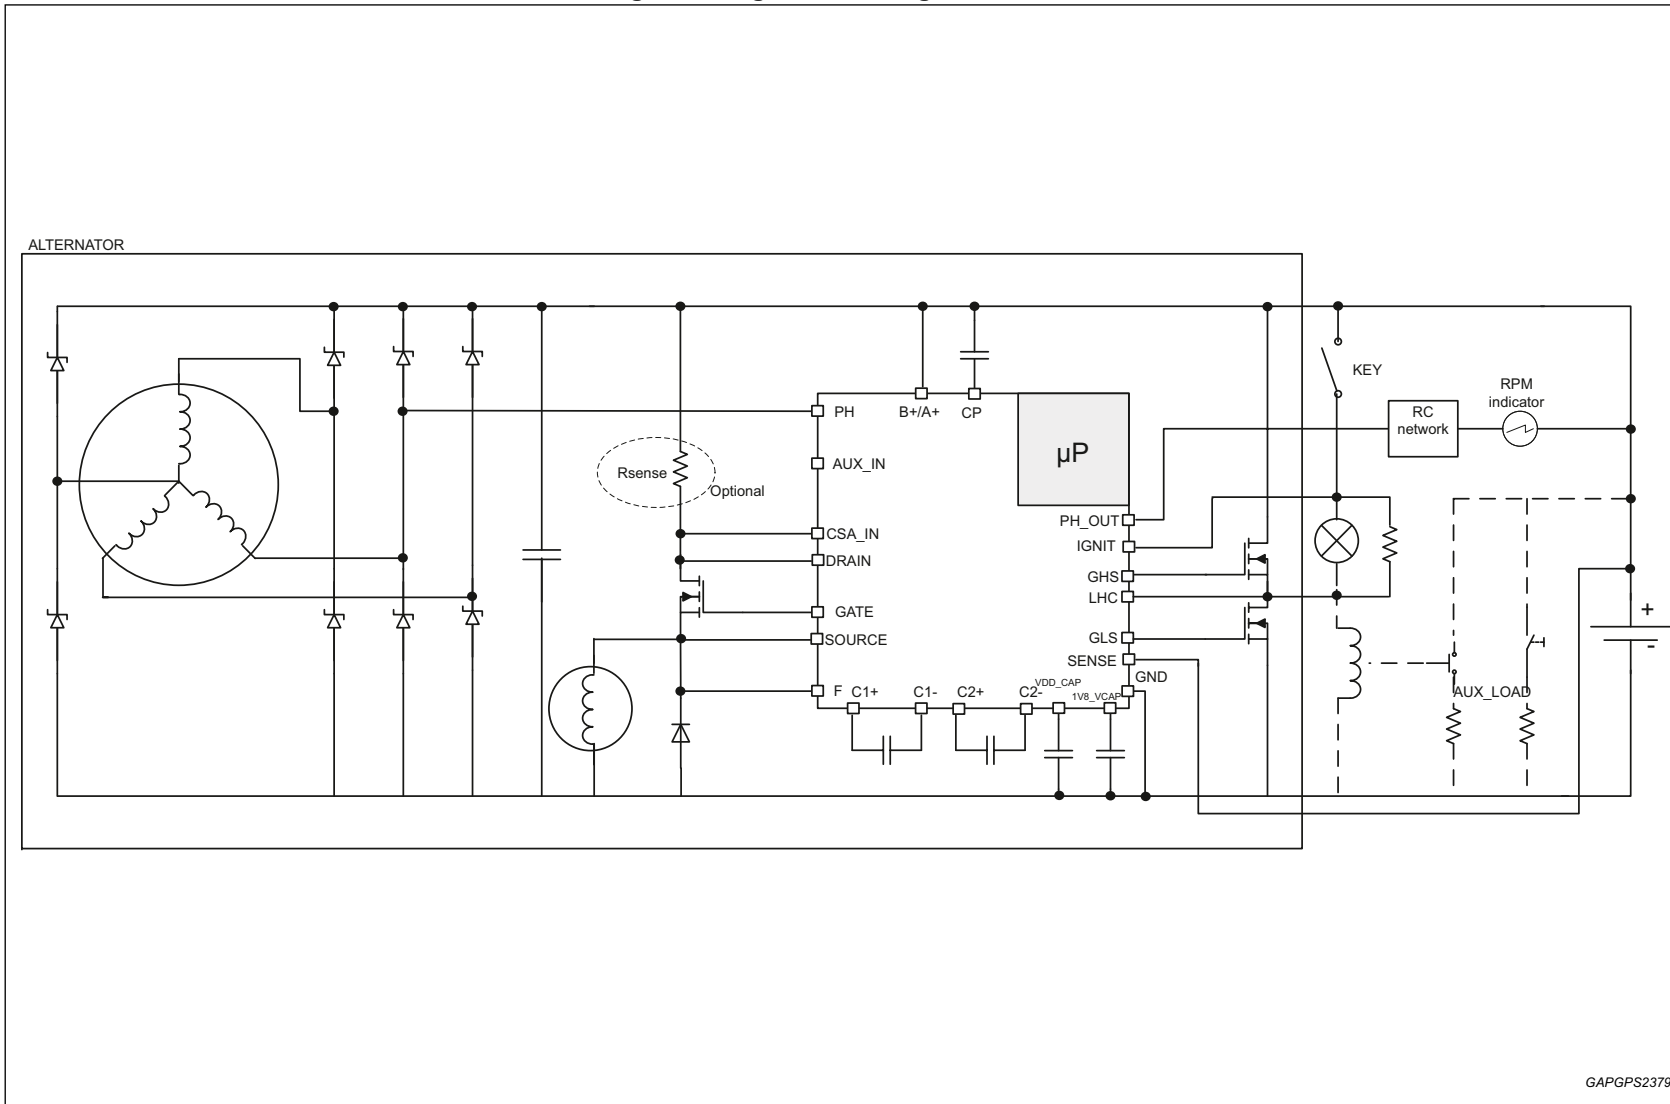 ALTERNATOR
KEY
RPM
indicator
RC
network
PH
B+/A+
CP
µP
AUX_IN
Rsense
Optional
PH_OUT
CSA_IN
IGNIT
DRAIN
GHS
LHC
GATE
SOURCE
GLS
SENSE
GND
F
C1+
C1-
C2+
C2-
VDD_CAP
1V8_VCAP
AUX_LOAD
+
-
GAPGPS2379